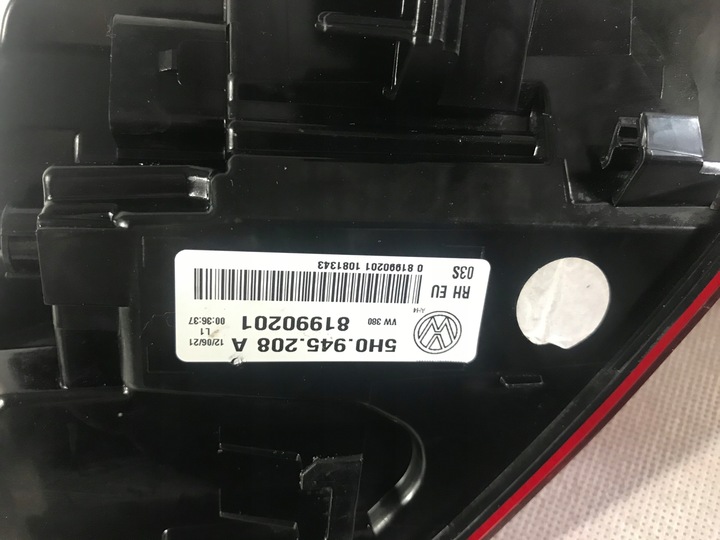 5H0.945.208 A 12/06/21
L1
VW 380 81990201 00:36:37
RH EU
03S 0 81990201 1081343